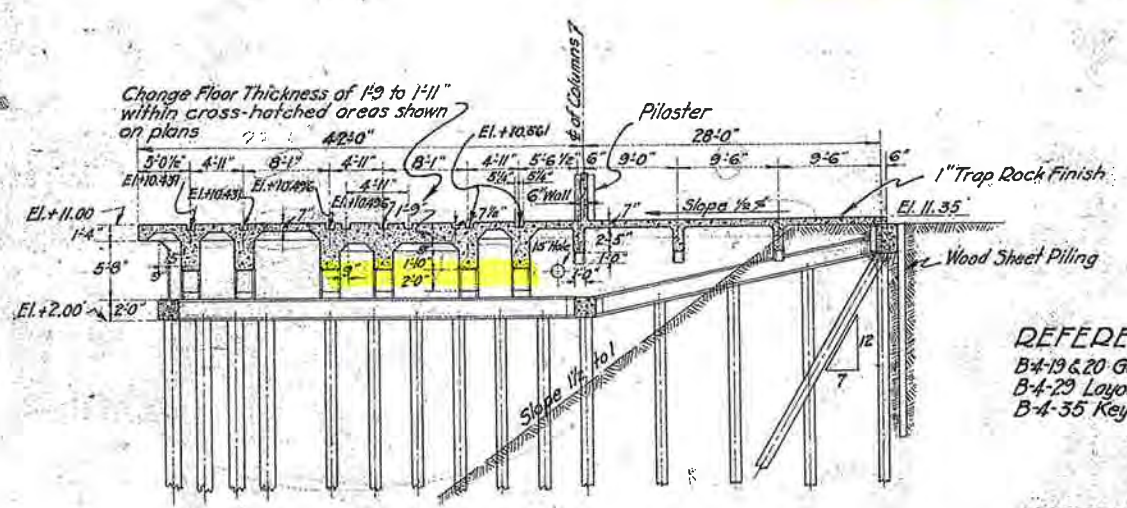 Change Floor Thickness of 1'-9 to 1'-11"
within cross-hatched areas shown
on plans
℄ of Columns 7
Pilaster
42'-0"
28'-0"
El.+10.861
5'-0½" 4'-11" 8'-1" 4'-11" 8'-1" 4'-11" 5'-6½" 6" 9'-0" 9'-6" 9'-6" 6"
5¼" 5¼"
El.+10.431
El.+10.431
El.+10.496
El.+10.496
4'-11"
1'-9"
6" Wall
1" Trap Rock Finish
El.+11.00
7"
7½"
7"
Slope ⅛"
El. 11.35
1'-4"
15" Hole
2'-5"
5'-8"
9"
1'-10"
2'-0"
1'-0"
1'-0"
Wood Sheet Piling
El.+2.00
2'-0"
Slope 1½ to 1
12
7
REFERE
B-4-19 & 20 G
B-4-29 Layo
B-4-35 Key